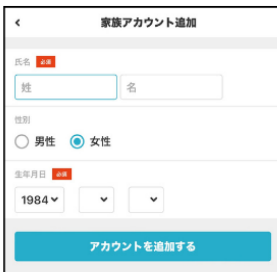 家族アカウント追加
氏名 必須
姓 名
性別
男性 女性
生年月日 必須
1984
アカウントを追加する